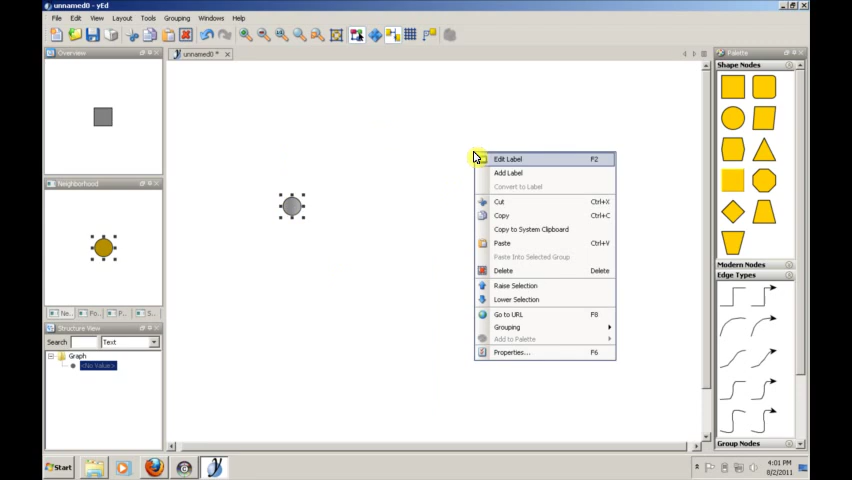 unnamed0 - yEd
File Edit View Layout Tools Grouping Windows Help
Overview
unnamed0 *
Palette
Shape Nodes
Neighborhood
Edit Label F2
Add Label
Convert to Label
Cut Ctrl+X
Copy Ctrl+C
Copy to System Clipboard
Paste Ctrl+V
Paste Into Selected Group
Delete Delete
Raise Selection
Lower Selection
Go to URL F8
Grouping
Add to Palette
Properties... F6
Modern Nodes
Edge Types
Ne... Fo... P... S...
Structure View
Search Text
Graph
<No Value>
Group Nodes
Start
4:01 PM
8/2/2011